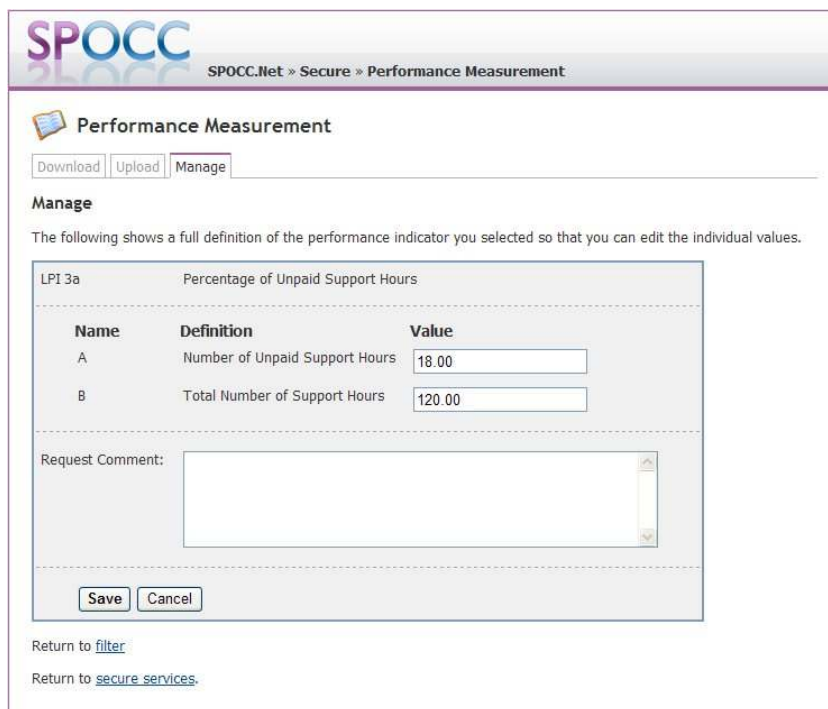 SPOCC
SPOCC.Net » Secure » Performance Measurement
Performance Measurement
Download Upload Manage
Manage
The following shows a full definition of the performance indicator you selected so that you can edit the individual values.
LPI 3a Percentage of Unpaid Support Hours
Name Definition Value
A Number of Unpaid Support Hours 18.00
B Total Number of Support Hours 120.00
Request Comment:
Save Cancel
Return to filter
Return to secure services.